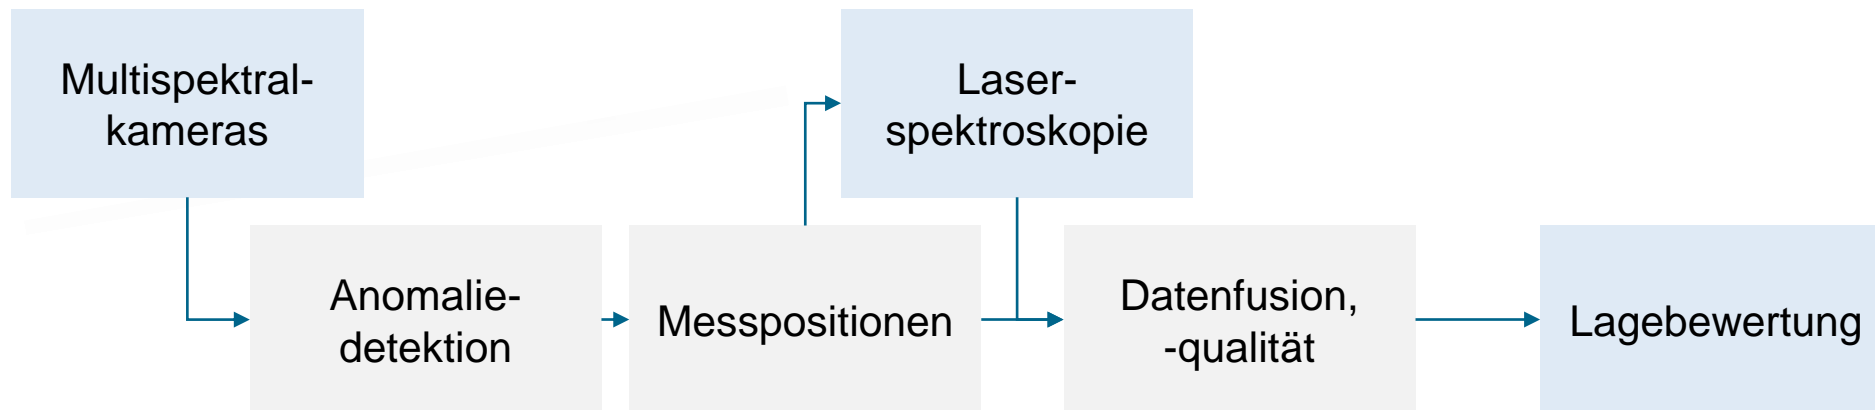 Multispektral-
kameras
Laser-
spektroskopie
Anomalie-
detektion
Messpositionen
Datenfusion,
-qualität
Lagebewertung